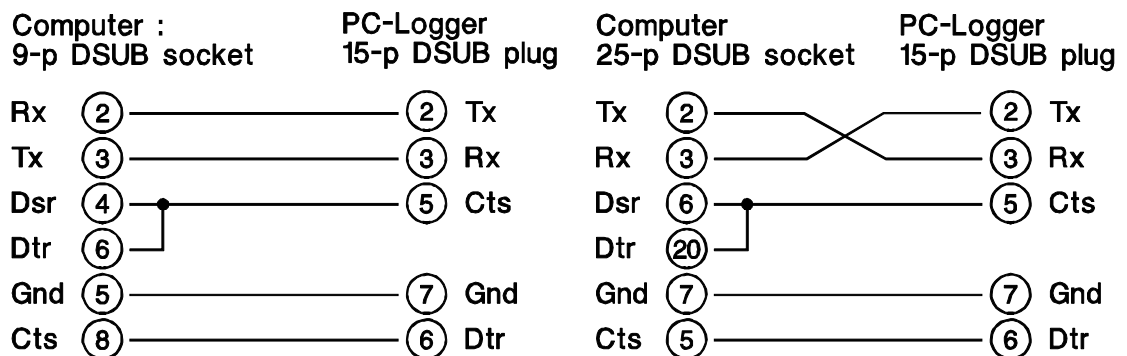 Computer : PC-Logger Computer PC-Logger
9-p DSUB socket 15-p DSUB plug 25-p DSUB socket 15-p DSUB plug
Rx 2 2 Tx Tx 2 2 Tx
Tx 3 3 Rx Rx 3 3 Rx
Dsr 4 5 Cts Dsr 6 5 Cts
Dtr 6 Dtr 20
Gnd 5 7 Gnd Gnd 7 7 Gnd
Cts 8 6 Dtr Cts 5 6 Dtr